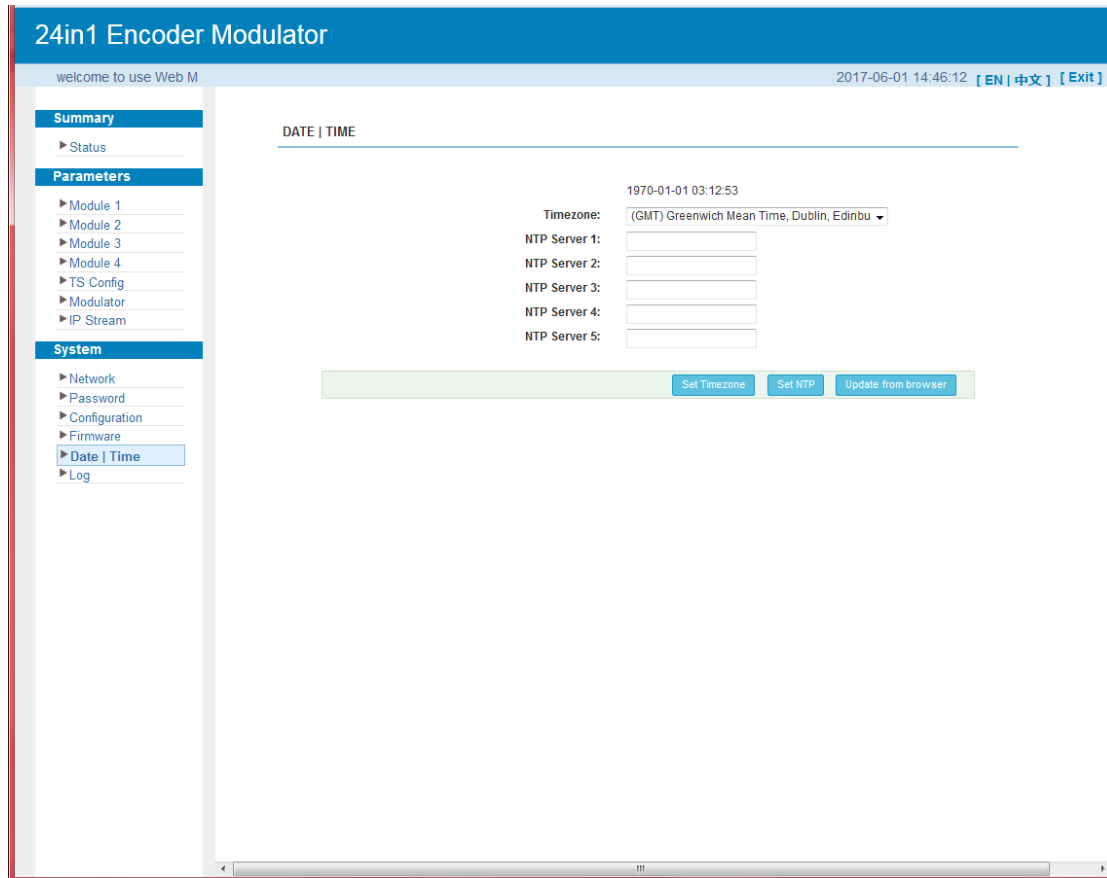 24in1 Encoder Modulator
welcome to use Web M
2017-06-01 14:46:12 [ EN | 中文 ] [ Exit ]
Summary
Status
Parameters
Module 1
Module 2
Module 3
Module 4
TS Config
Modulator
IP Stream
System
Network
Password
Configuration
Firmware
Date | Time
Log
DATE | TIME
1970-01-01 03:12:53
Timezone: (GMT) Greenwich Mean Time, Dublin, Edinbu
NTP Server 1:
NTP Server 2:
NTP Server 3:
NTP Server 4:
NTP Server 5:
Set Timezone Set NTP Update from browser